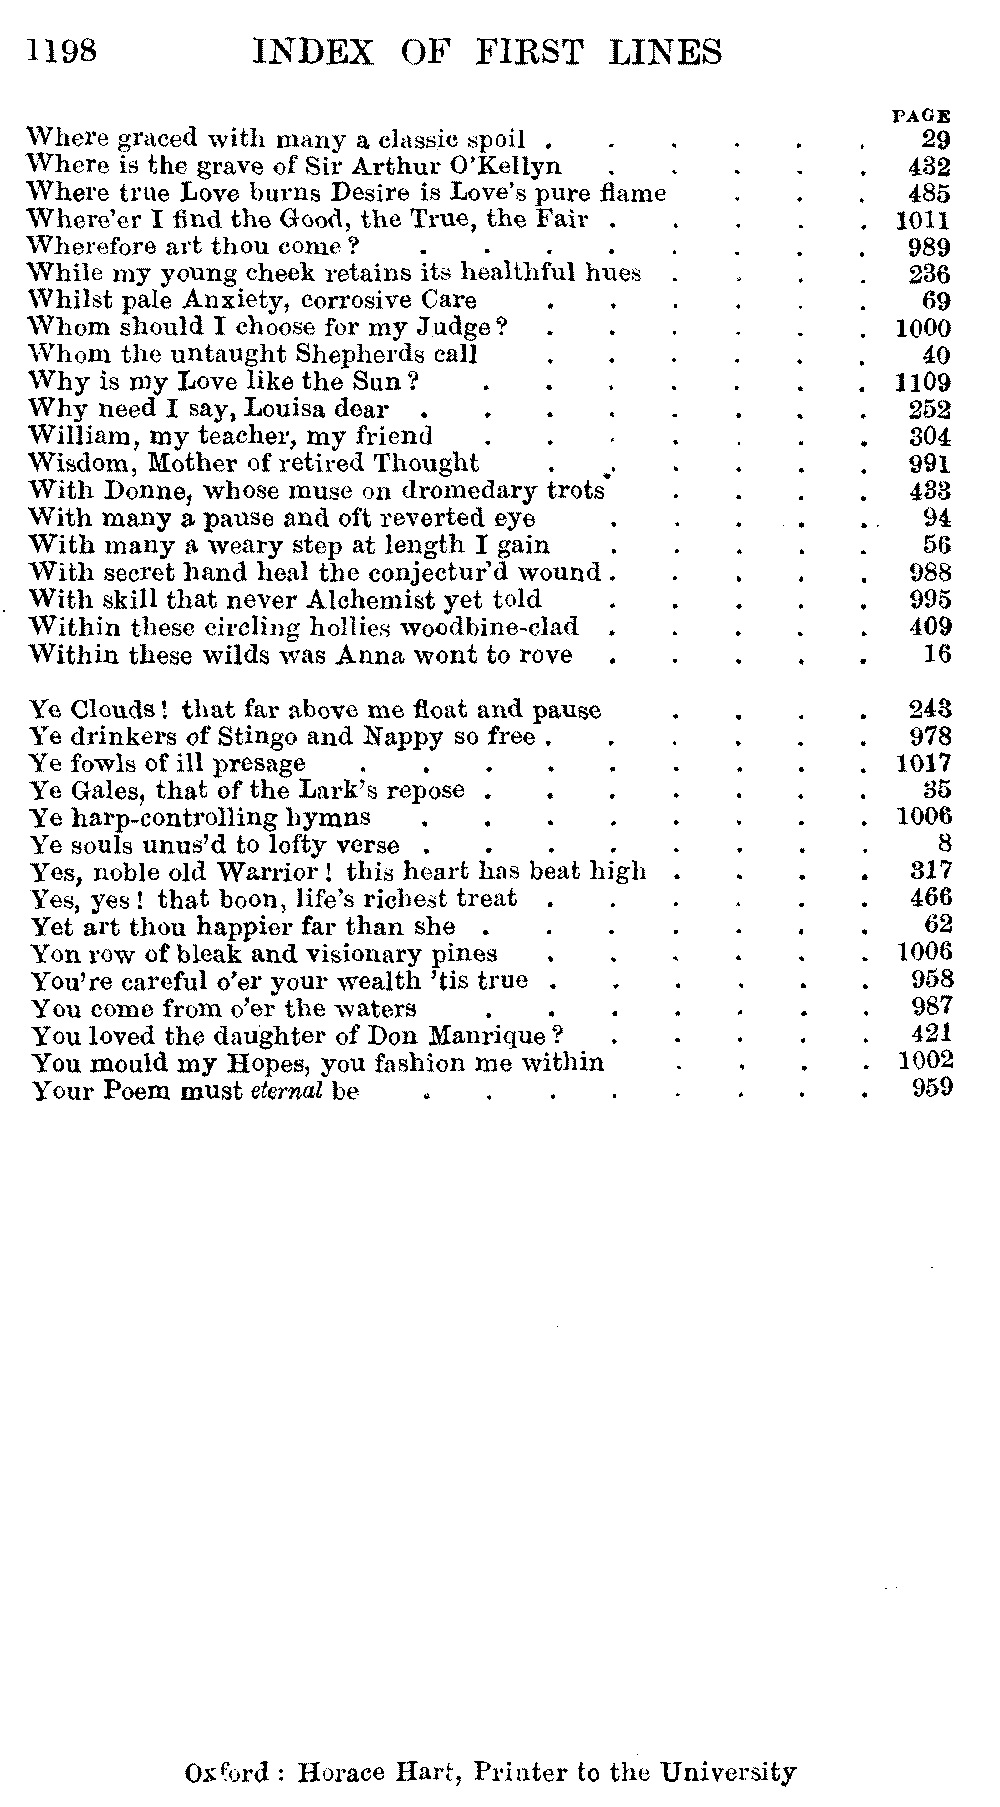 1198 INDEX OF FIRST LINES
PAGE
Where graced with many a classic spoil . . . . . . 29
Where is the grave of Sir Arthur O'Kellyn . . . . . 432
Where true Love burns Desire is Love's pure flame . . . 485
Where'er I find the Good, the True, the Fair . . . . . 1011
Wherefore art thou come? . . . . . . . . 989
While my young cheek retains its healthful hues . . . . 236
Whilst pale Anxiety, corrosive Care . . . . . . 69
Whom should I choose for my Judge? . . . . . . 1000
Whom the untaught Shepherds call . . . . . . 40
Why is my Love like the Sun? . . . . . . . 1109
Why need I say, Louisa dear . . . . . . . . 252
William, my teacher, my friend . . . . . . . 304
Wisdom, Mother of retired Thought . . . . . . 991
With Donne, whose muse on dromedary trots . . . . 433
With many a pause and oft reverted eye . . . . . 94
With many a weary step at length I gain . . . . . 56
With secret hand heal the conjectur'd wound . . . . . 988
With skill that never Alchemist yet told . . . . . 995
Within these circling hollies woodbine-clad . . . . . 409
Within these wilds was Anna wont to rove . . . . . 16
Ye Clouds! that far above me float and pause . . . . 243
Ye drinkers of Stingo and Nappy so free . . . . . . 978
Ye fowls of ill presage . . . . . . . . . 1017
Ye Gales, that of the Lark's repose . . . . . . . 35
Ye harp-controlling hymns . . . . . . . . 1006
Ye souls unus'd to lofty verse . . . . . . . . 8
Yes, noble old Warrior! this heart has beat high . . . . 317
Yes, yes! that boon, life's richest treat . . . . . . 466
Yet art thou happier far than she . . . . . . . 62
Yon row of bleak and visionary pines . . . . . . 1006
You're careful o'er your wealth 'tis true . . . . . . 958
You come from o'er the waters . . . . . . . 987
You loved the daughter of Don Manrique? . . . . . 421
You mould my Hopes, you fashion me within . . . . 1002
Your Poem must eternal be . . . . . . . . 959
Oxford: Horace Hart, Printer to the University